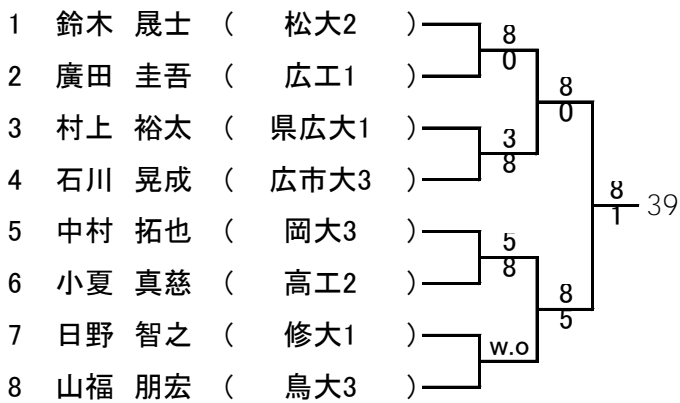 1 鈴木 晟士 ( 松大2 )
2 廣田 圭吾 ( 広工1 )
3 村上 裕太 ( 県広大1 )
4 石川 晃成 ( 広市大3 )
5 中村 拓也 ( 岡大3 )
6 小夏 真慈 ( 高工2 )
7 日野 智之 ( 修大1 )
8 山福 朋宏 ( 鳥大3 )
8
0
3
8
5
8
w.o
8
0
8
5
8
1
39